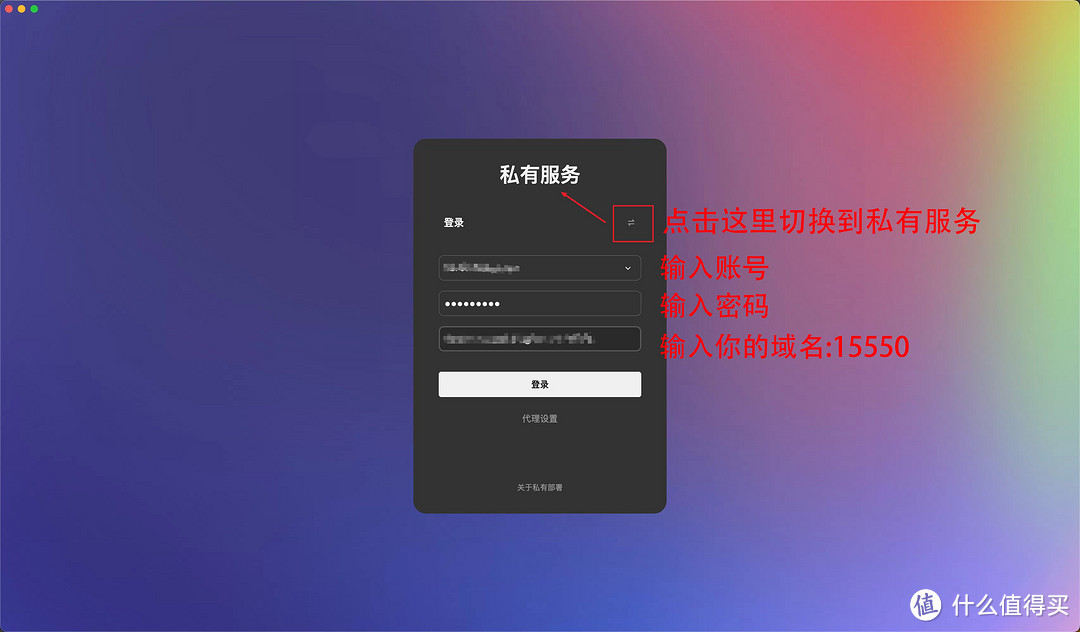 私有服务
登录
点击这里切换到私有服务
输入账号
输入密码
输入你的域名:15550
登录
代理设置
关于私有部署
值 什么值得买